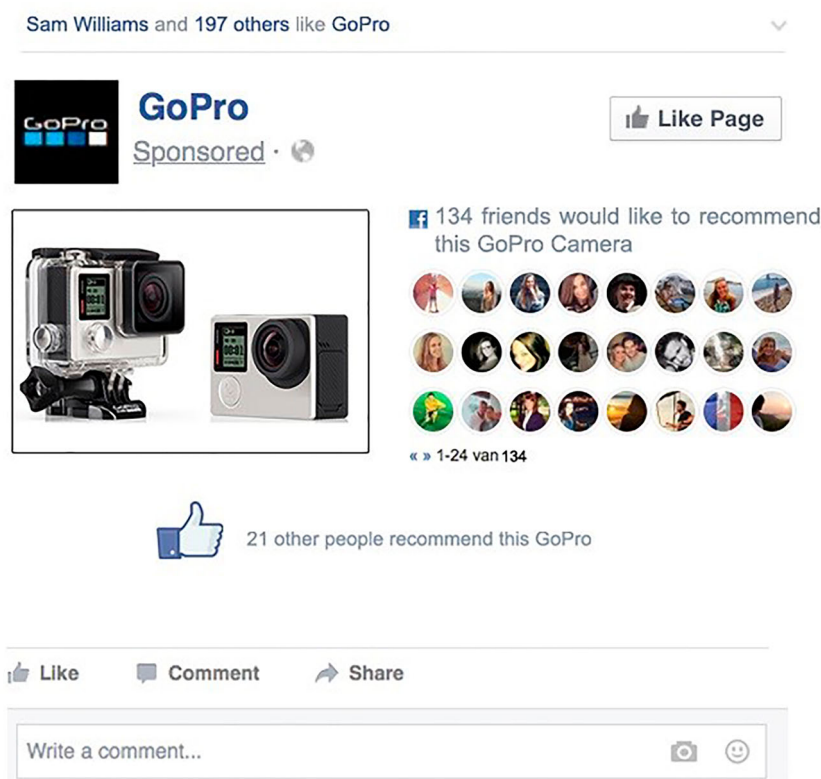 Sam Williams and 197 others like GoPro
GoPro
GoPro
Sponsored ·
Like Page
134 friends would like to recommend
this GoPro Camera
« » 1-24 van 134
21 other people recommend this GoPro
Like
Comment
Share
Write a comment...